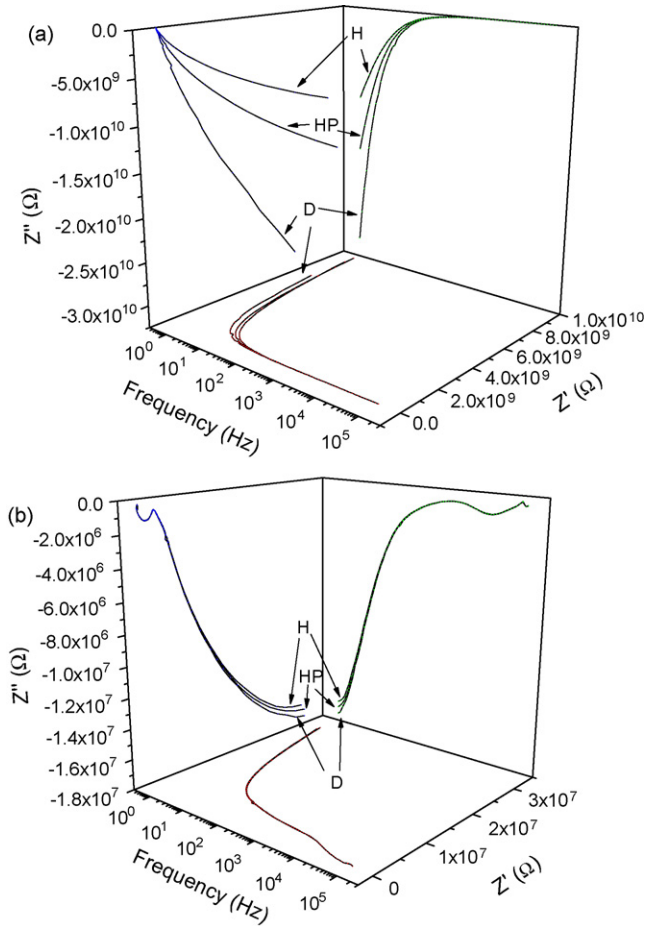 (a)
0.0
-5.0x10⁹
-1.0x10¹⁰
-1.5x10¹⁰
-2.0x10¹⁰
-2.5x10¹⁰
-3.0x10¹⁰
Z'' (Ω)
H
HP
D
10⁰
10¹
10²
10³
10⁴
10⁵
Frequency (Hz)
0.0
2.0x10⁹
4.0x10⁹
6.0x10⁹
8.0x10⁹
1.0x10¹⁰
Z' (Ω)
(b)
0.0
-2.0x10⁶
-4.0x10⁶
-6.0x10⁶
-8.0x10⁶
-1.0x10⁷
-1.2x10⁷
-1.4x10⁷
-1.6x10⁷
-1.8x10⁷
Z'' (Ω)
H
HP
D
10⁰
10¹
10²
10³
10⁴
10⁵
Frequency (Hz)
0
1x10⁷
2x10⁷
3x10⁷
Z' (Ω)